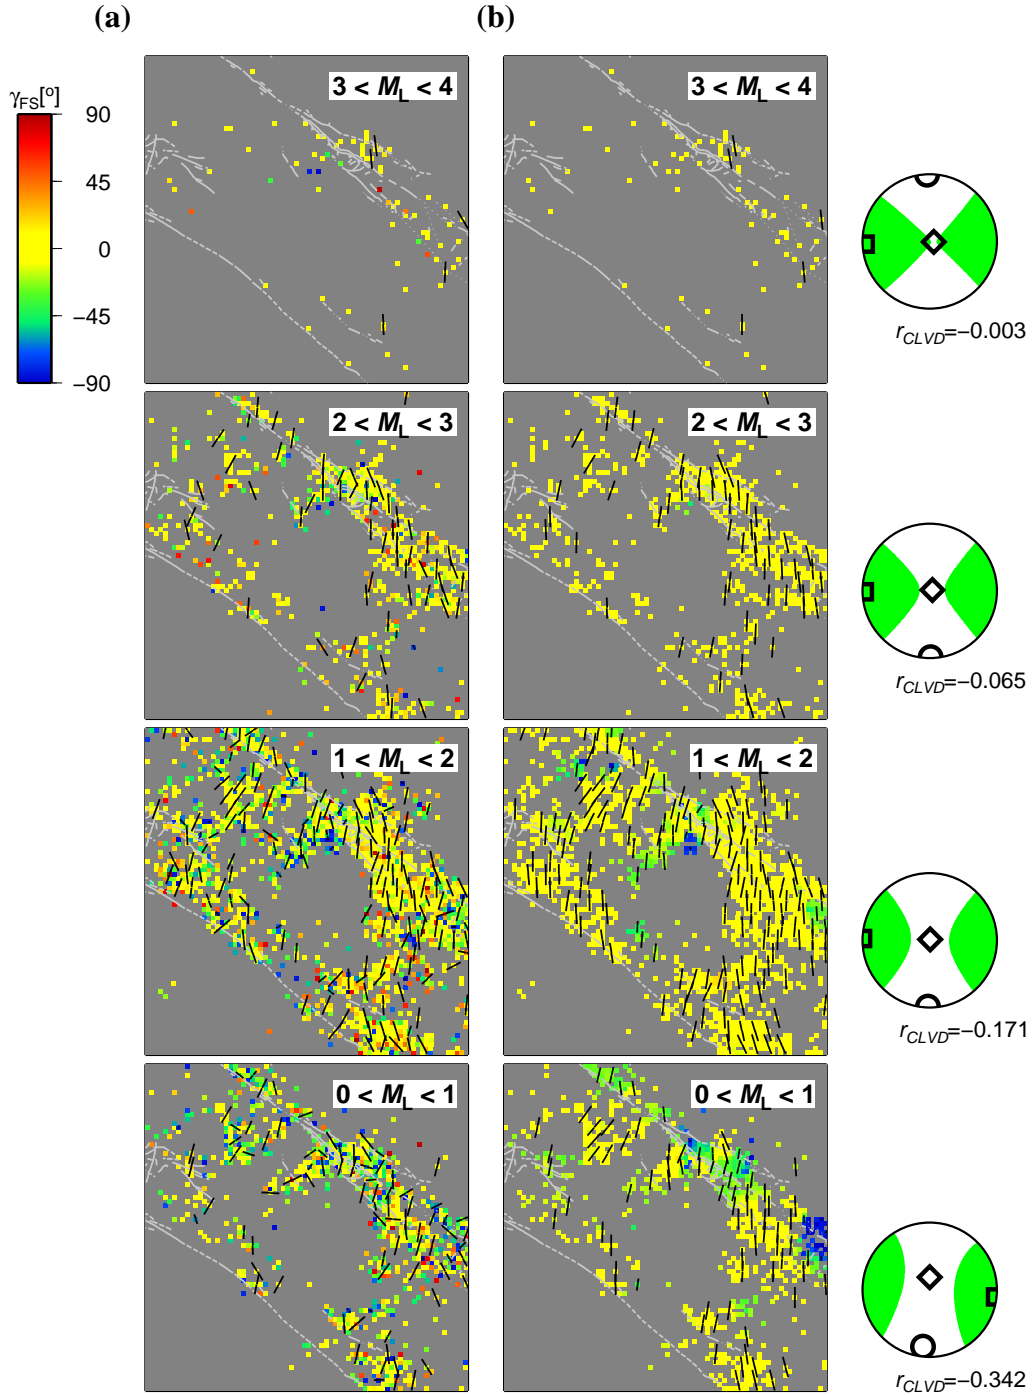 (a)
(b)
γFS[°]
90
45
0
−45
−90
3 < ML < 4
3 < ML < 4
rCLVD=−0.003
2 < ML < 3
2 < ML < 3
rCLVD=−0.065
1 < ML < 2
1 < ML < 2
rCLVD=−0.171
0 < ML < 1
0 < ML < 1
rCLVD=−0.342